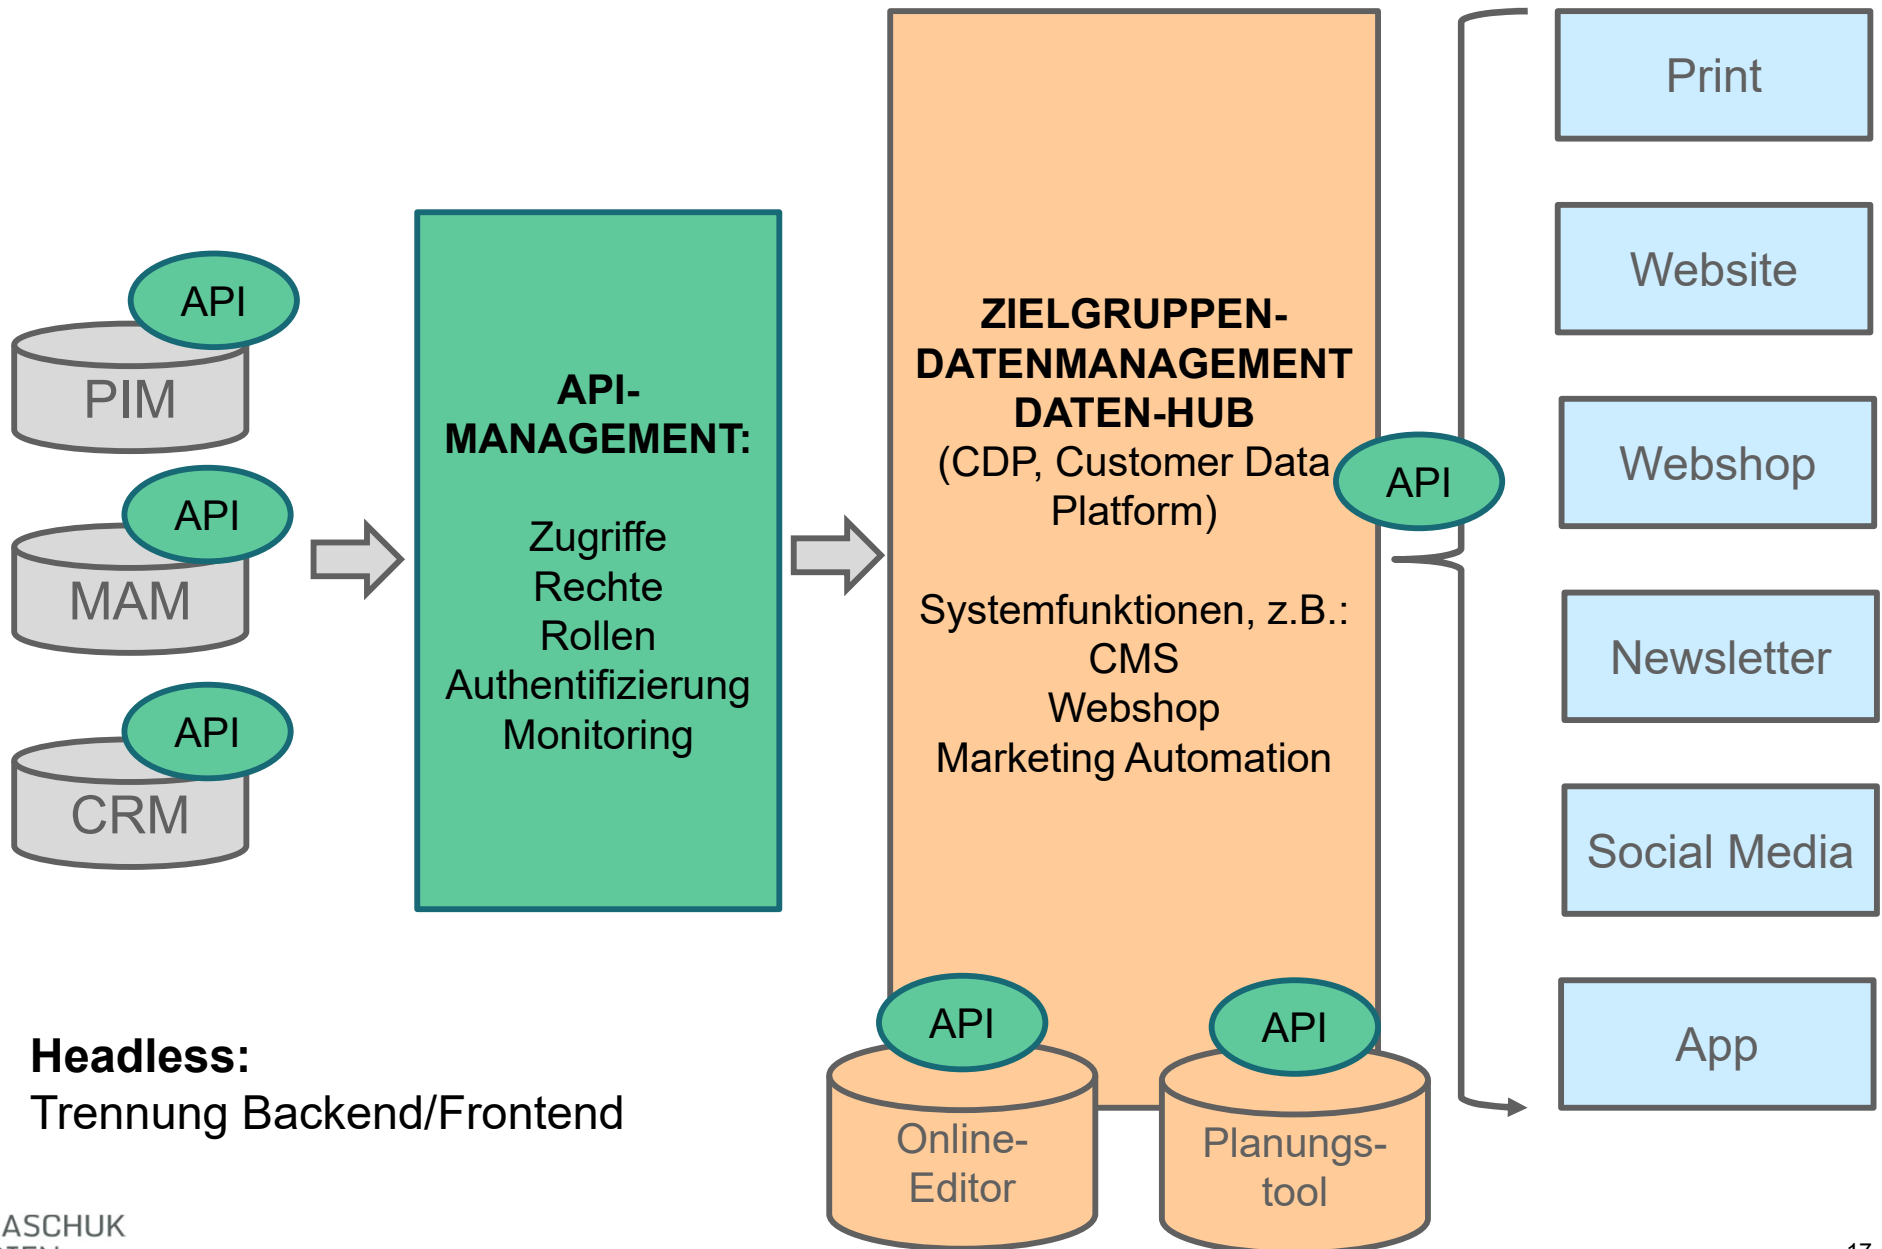 API
PIM
API
MAM
API
CRM
API-
MANAGEMENT:
Zugriffe
Rechte
Rollen
Authentifizierung
Monitoring
ZIELGRUPPEN-
DATENMANAGEMENT
DATEN-HUB
(CDP, Customer Data
Platform)
Systemfunktionen, z.B.:
CMS
Webshop
Marketing Automation
API
API
Online-
Editor
API
Planungs-
tool
Print
Website
Webshop
Newsletter
Social Media
App
Headless:
Trennung Backend/Frontend
ASCHUK